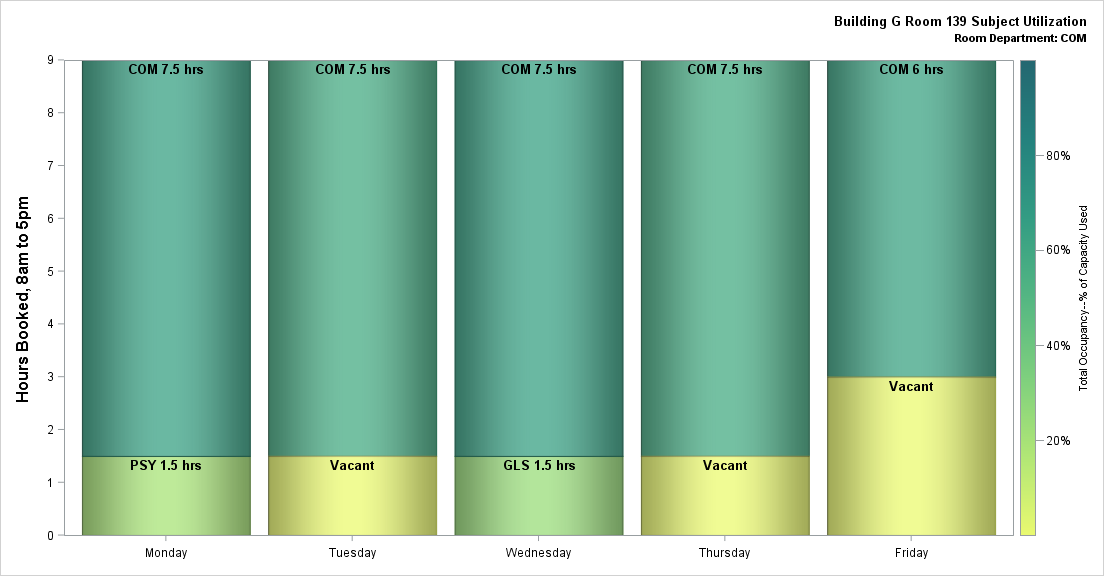 Building G Room 139 Subject Utilization
Room Department: COM
Hours Booked, 8am to 5pm
9
8
7
6
5
4
3
2
1
0
COM 7.5 hrs
COM 7.5 hrs
COM 7.5 hrs
COM 7.5 hrs
COM 6 hrs
Vacant
PSY 1.5 hrs
Vacant
GLS 1.5 hrs
Vacant
Monday
Tuesday
Wednesday
Thursday
Friday
80%
60%
40%
20%
Total Occupancy--% of Capacity Used